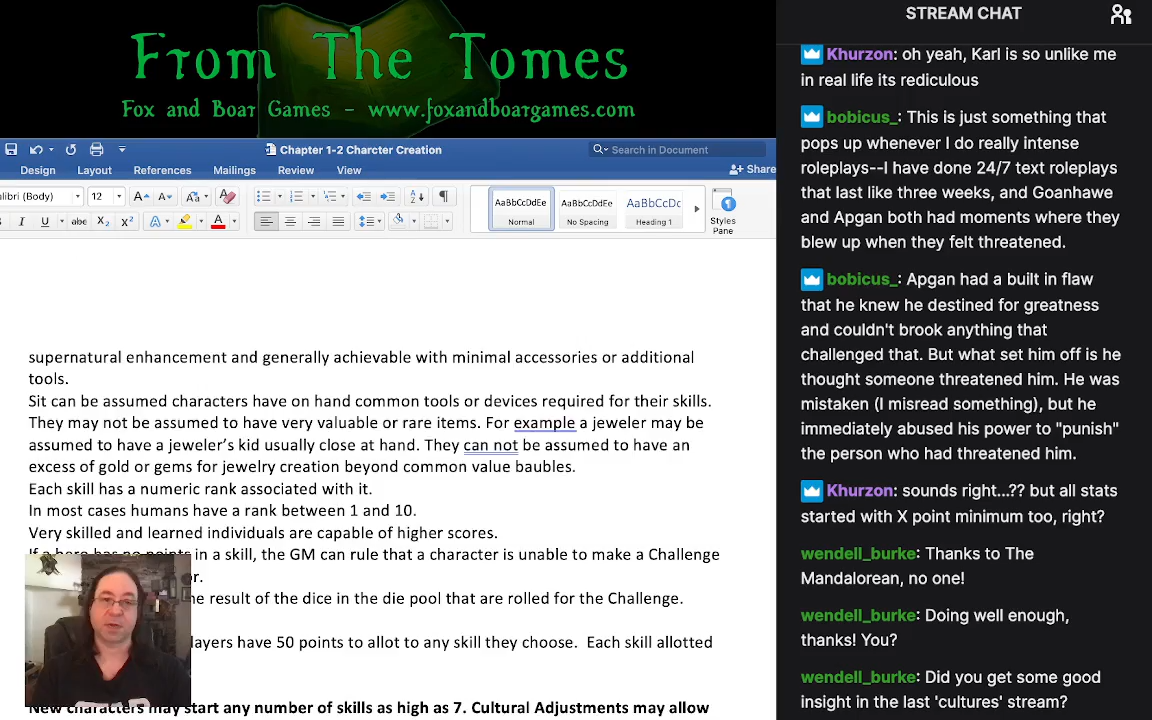 From The Tomes
Fox and Boar Games - www.foxandboargames.com
Chapter 1-2 Charcter Creation
Search in Document
Design
Layout
References
Mailings
Review
View
Share
alibri (Body)
12
AaBbCcDdEe
Normal
AaBbCcDdEe
No Spacing
AaBbCcDc
Heading 1
Styles
Pane
supernatural enhancement and generally achievable with minimal accessories or additional
tools.
Sit can be assumed characters have on hand common tools or devices required for their skills.
They may not be assumed to have very valuable or rare items. For example a jeweler may be
assumed to have a jeweler's kid usually close at hand. They can not be assumed to have an
excess of gold or gems for jewelry creation beyond common value baubles.
Each skill has a numeric rank associated with it.
In most cases humans have a rank between 1 and 10.
Very skilled and learned individuals are capable of higher scores.
If a hero has no points in a skill, the GM can rule that a character is unable to make a Challenge
or.
he result of the dice in the die pool that are rolled for the Challenge.
layers have 50 points to allot to any skill they choose. Each skill allotted
New characters may start any number of skills as high as 7. Cultural Adjustments may allow
STREAM CHAT
Khurzon: oh yeah, Karl is so unlike me
in real life its rediculous
bobicus_: This is just something that
pops up whenever I do really intense
roleplays--I have done 24/7 text roleplays
that last like three weeks, and Goanhawe
and Apgan both had moments where they
blew up when they felt threatened.
bobicus_: Apgan had a built in flaw
that he knew he destined for greatness
and couldn't brook anything that
challenged that. But what set him off is he
thought someone threatened him. He was
mistaken (I misread something), but he
immediately abused his power to "punish"
the person who had threatened him.
Khurzon: sounds right...?? but all stats
started with X point minimum too, right?
wendell_burke: Thanks to The
Mandalorean, no one!
wendell_burke: Doing well enough,
thanks! You?
wendell_burke: Did you get some good
insight in the last 'cultures' stream?